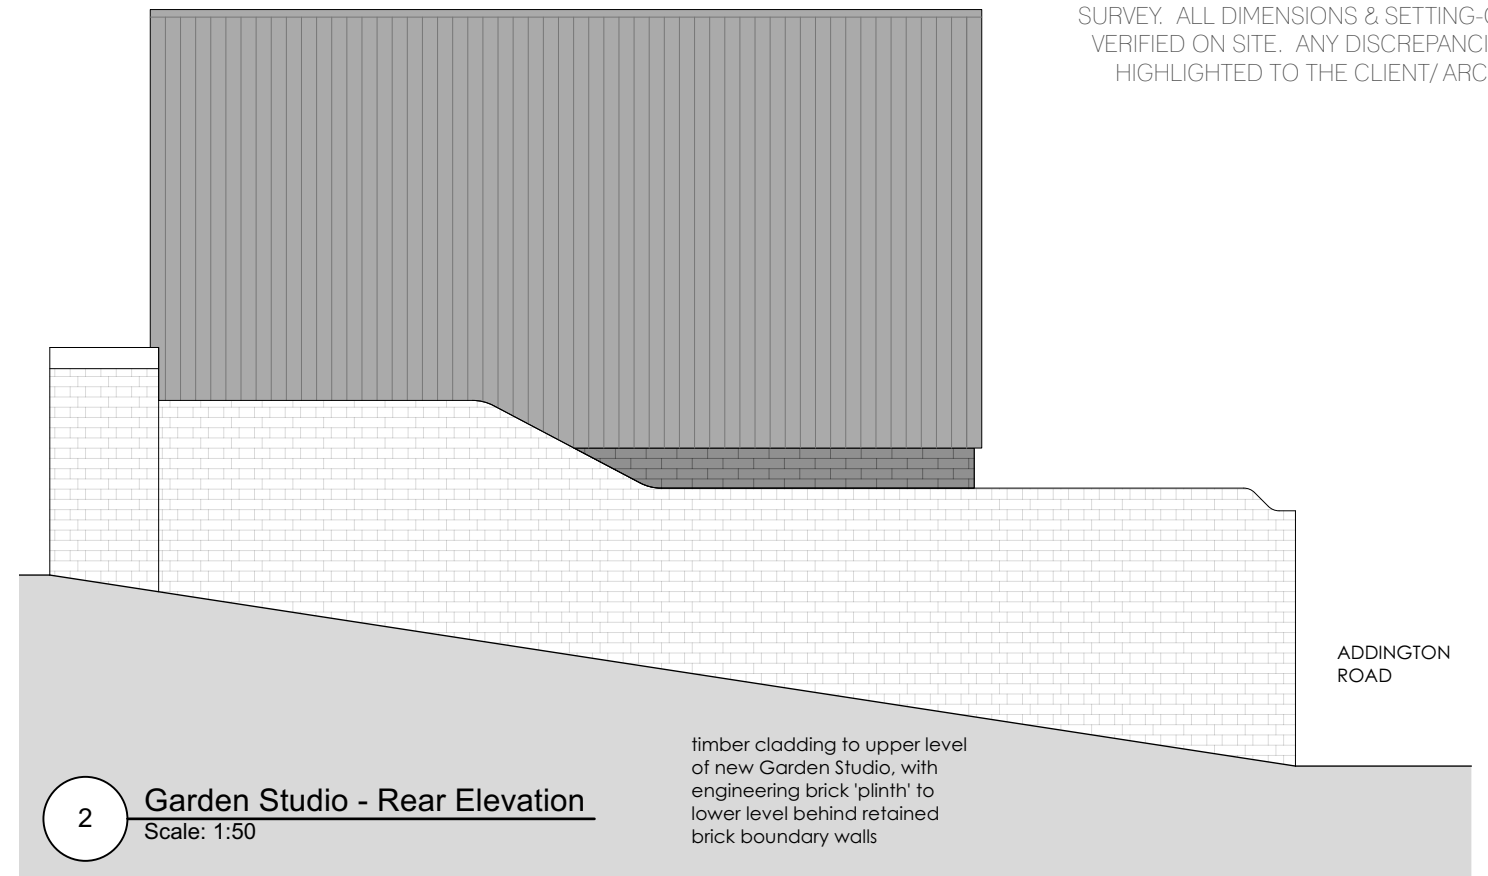 SURVEY. ALL DIMENSIONS & SETTING-
VERIFIED ON SITE. ANY
HIGHLIGHTED TO THE CLIENT/
ADDINGTON
ROAD
timber cladding to upper level
of new Garden Studio, with
engineering brick 'plinth' to
lower level behind retained
brick boundary walls
2
Garden Studio - Rear Elevation
Scale: 1:50